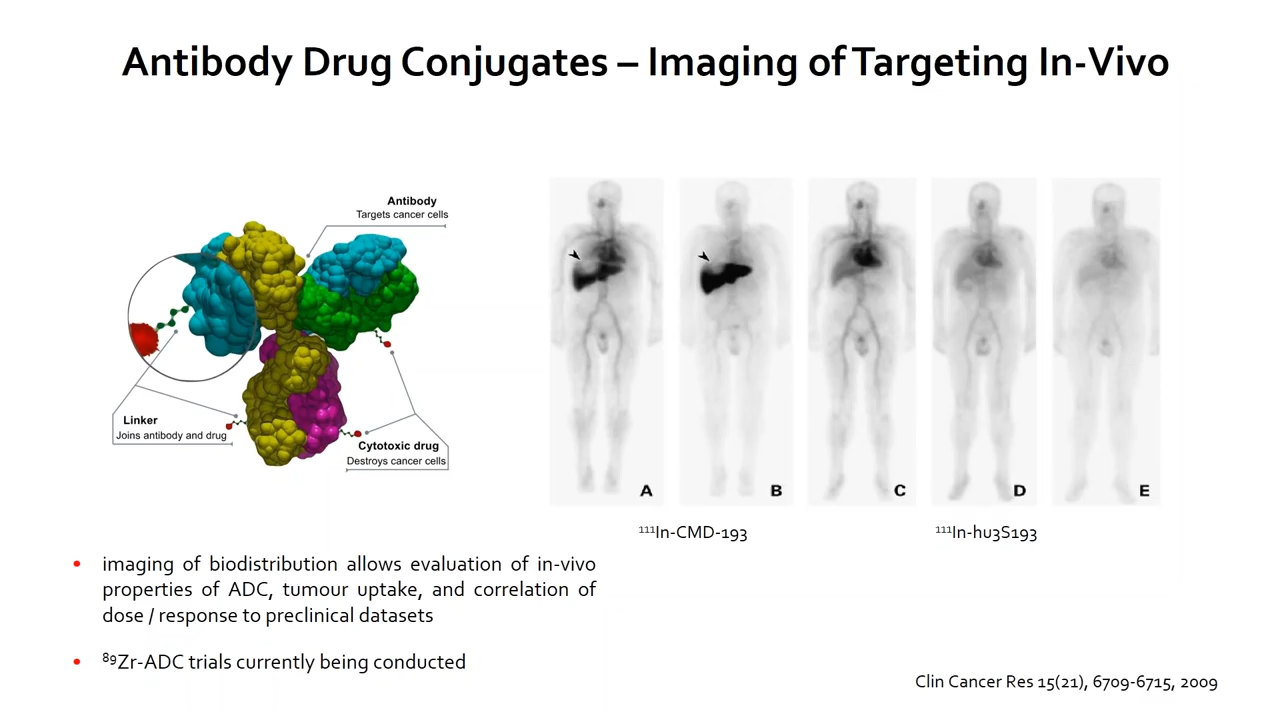 Antibody Drug Conjugates – Imaging of Targeting In-Vivo
Antibody
Targets cancer cells
Linker
Joins antibody and drug
Cytotoxic drug
Destroys cancer cells
A
B
C
D
E
¹¹¹In-CMD-193
¹¹¹In-hu3S193
• imaging of biodistribution allows evaluation of in-vivo
properties of ADC, tumour uptake, and correlation of
dose / response to preclinical datasets
• ⁸⁹Zr-ADC trials currently being conducted
Clin Cancer Res 15(21), 6709-6715, 2009